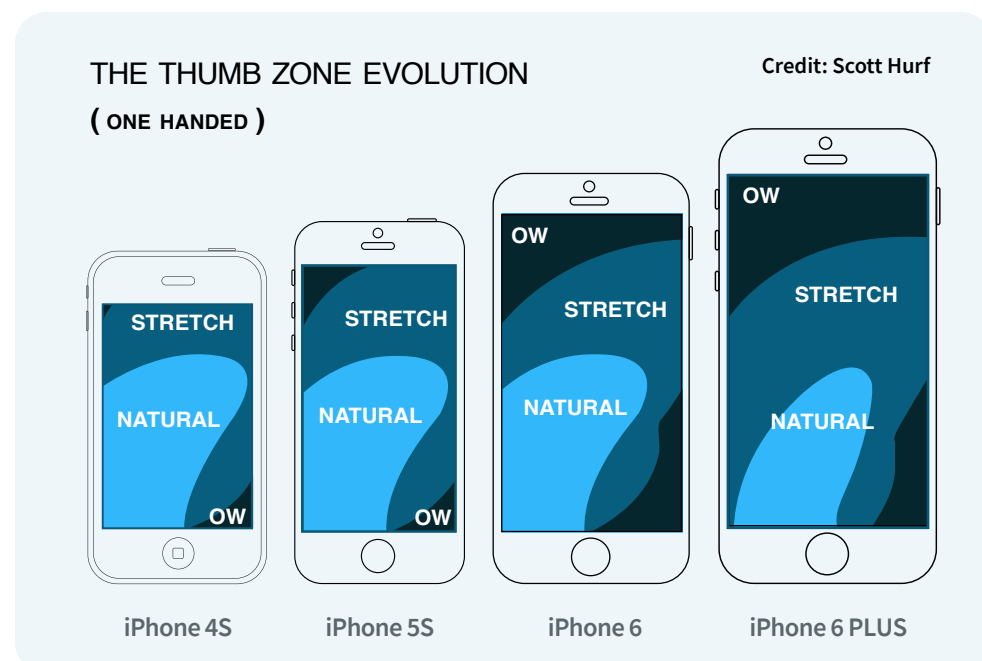 THE THUMB ZONE EVOLUTION
( ONE HANDED )
Credit: Scott Hurf
STRETCH
NATURAL
OW
STRETCH
NATURAL
OW
OW
STRETCH
NATURAL
OW
STRETCH
NATURAL
iPhone 4S
iPhone 5S
iPhone 6
iPhone 6 PLUS